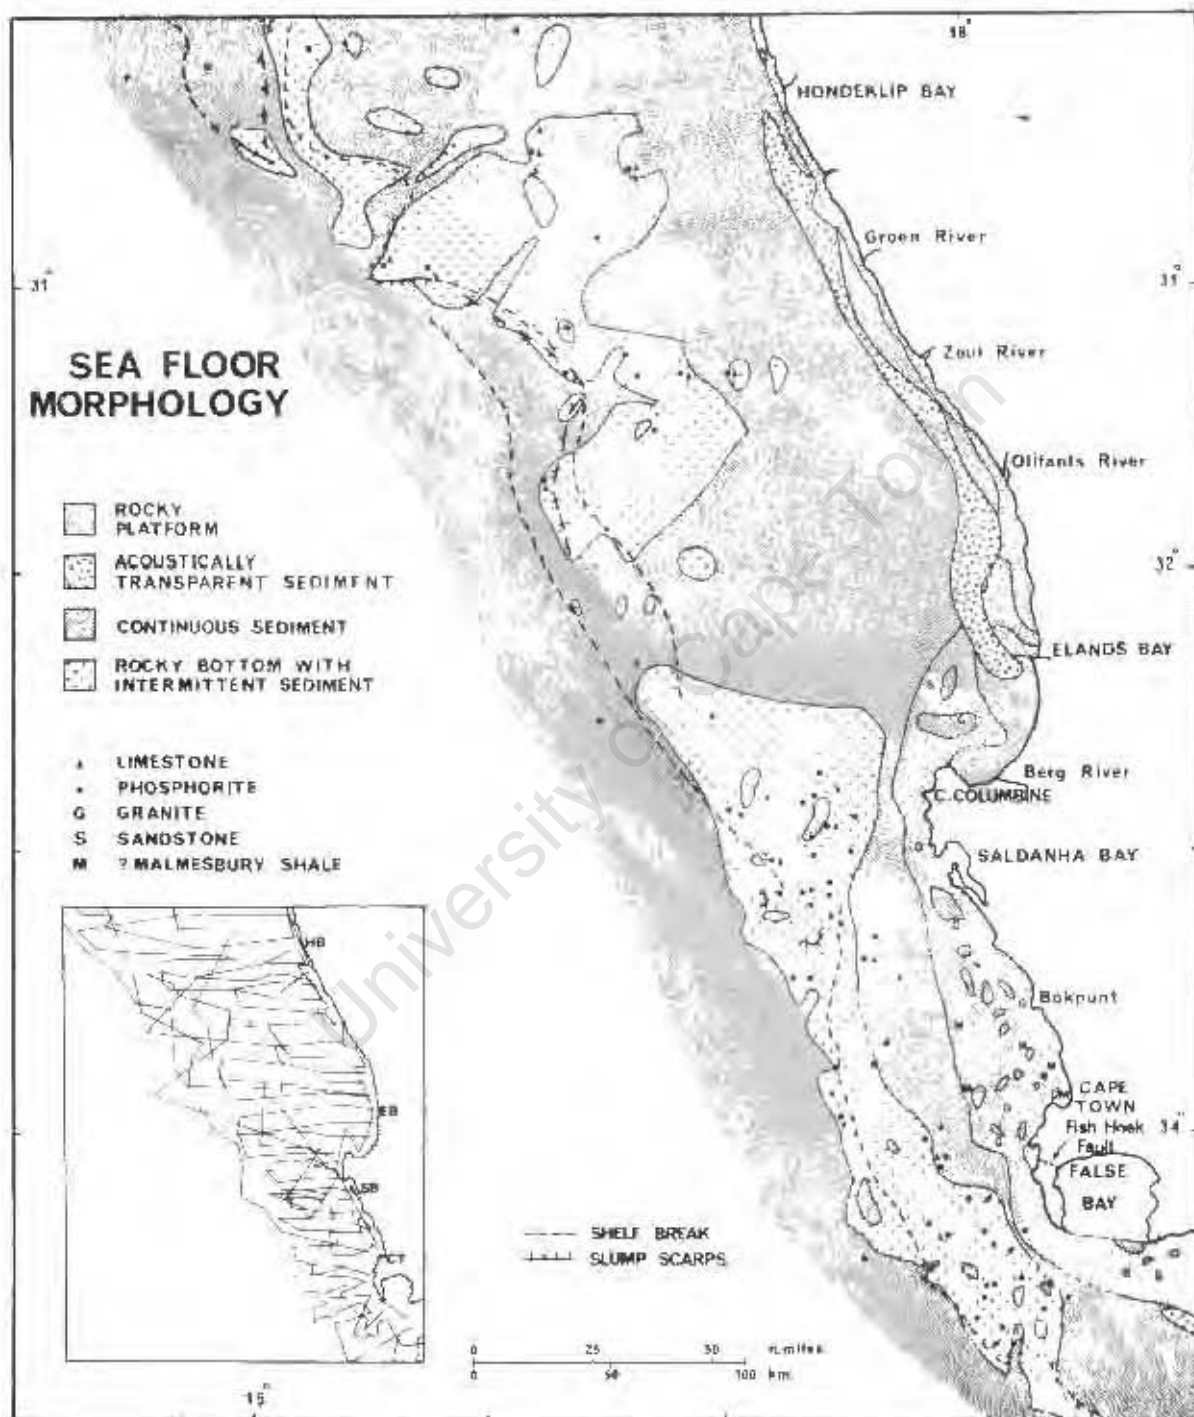 18°
HONDEKLIP BAY
Groen River
31°
31°
Zout River
SEA FLOOR
MORPHOLOGY
Olifants River
ROCKY
PLATFORM
ACOUSTICALLY
TRANSPARENT SEDIMENT
32°
CONTINUOUS SEDIMENT
ELANDS BAY
ROCKY BOTTOM WITH
INTERMITTENT SEDIMENT
LIMESTONE
Berg River
PHOSPHORITE
C. COLUMBINE
G GRANITE
S SANDSTONE
SALDANHA BAY
M ? MALMESBURY SHALE
HB
Bokpunt
CAPE
TOWN
EB
Fish Hoek 34°
Fault
FALSE
SB
BAY
SHELF BREAK
CT
SLUMP SCARPS
0 25 50 n.miles
0 50 100 km
University of Cape Town